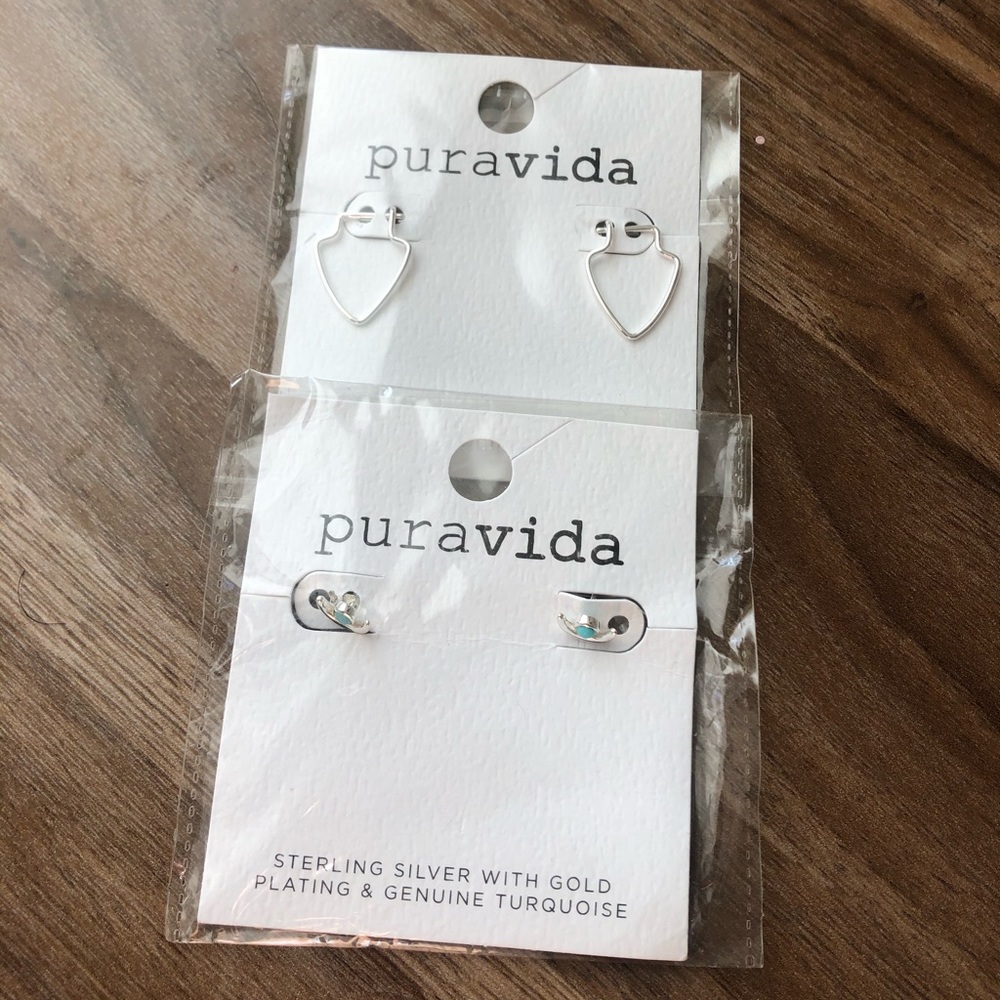 puravida
puravida
STERLING SILVER WITH GOLD
PLATING & GENUINE TURQUOISE